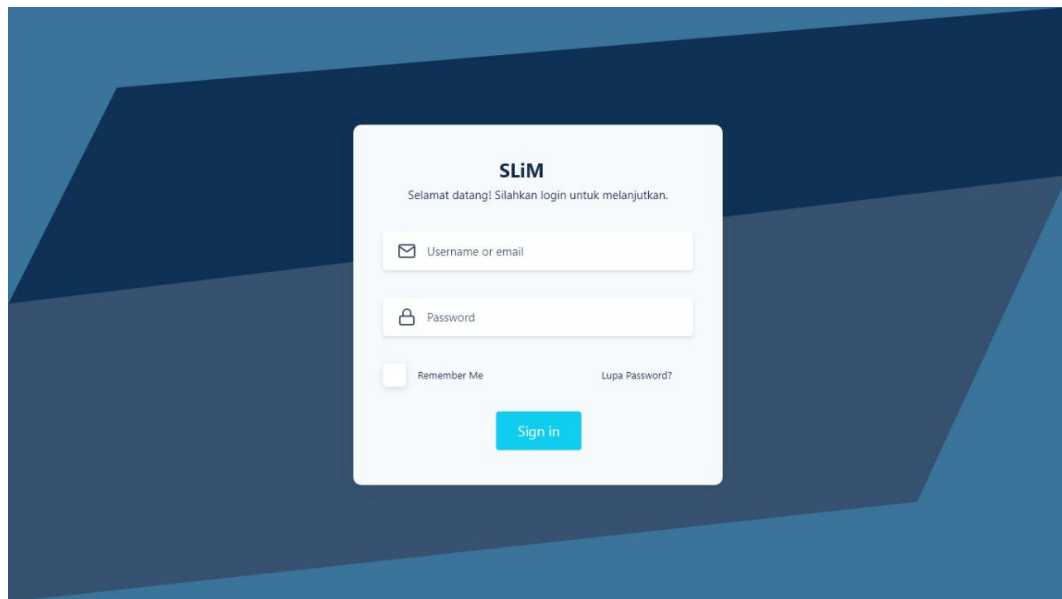 SLiM
Selamat datang! Silahkan login untuk melanjutkan.
Username or email
Password
Remember Me Lupa Password?
Sign in